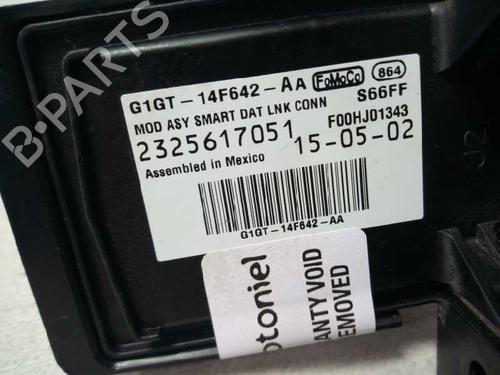 G1GT-14F642-AA FoMoCo 864
MOD ASY SMART DAT LNK CONN S66FF
2325617051 F00HJ01343
Assembled in Mexico 15-05-02
G1GT-14F642-AA
otoniel
ANTY VOID
EMOVED
J2